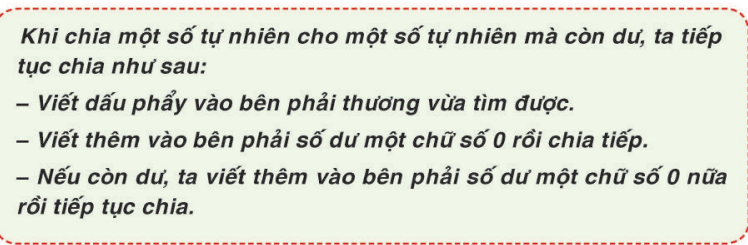 Khi chia một số tự nhiên cho một số tự nhiên mà còn dư, ta tiếp
tục chia như sau:
– Viết dấu phẩy vào bên phải thương vừa tìm được.
– Viết thêm vào bên phải số dư một chữ số 0 rồi chia tiếp.
– Nếu còn dư, ta viết thêm vào bên phải số dư một chữ số 0 nữa
rồi tiếp tục chia.